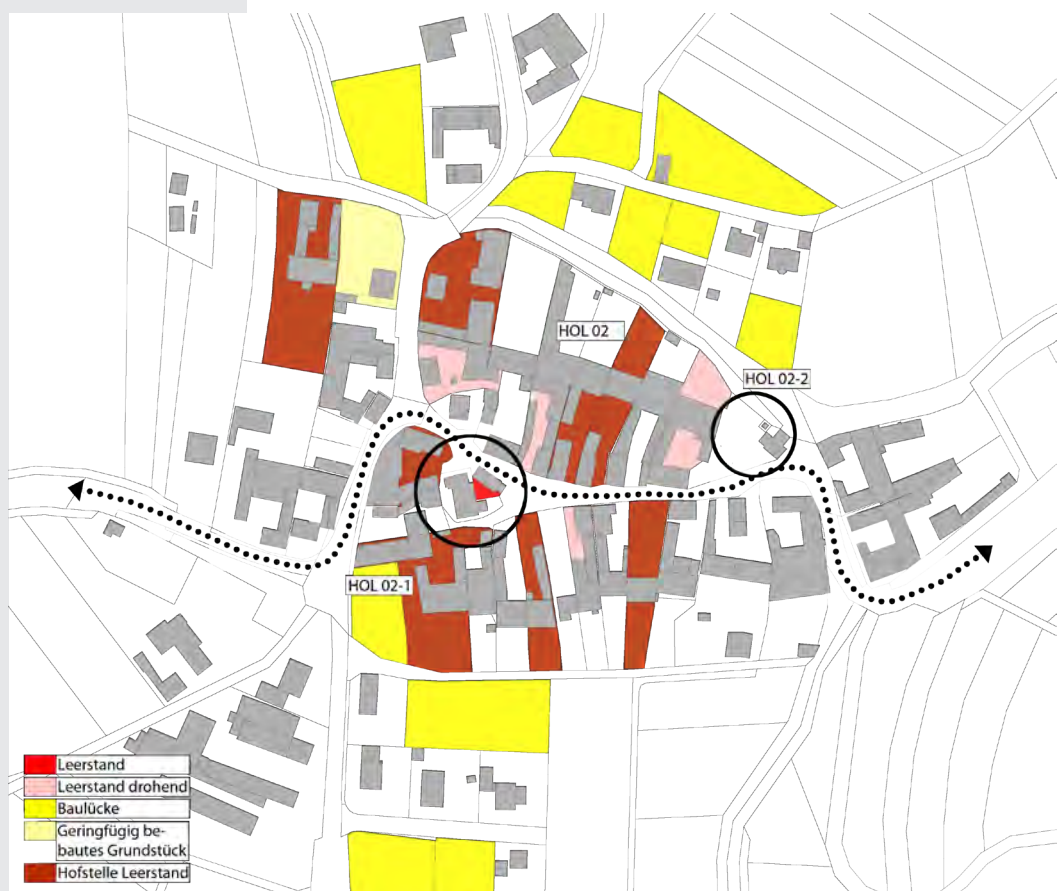 HOL 02
HOL 02-2
HOL 02-1
Leerstand
Leerstand drohend
Baulücke
Geringfügig be-
bautes Grundstück
Hofstelle Leerstand